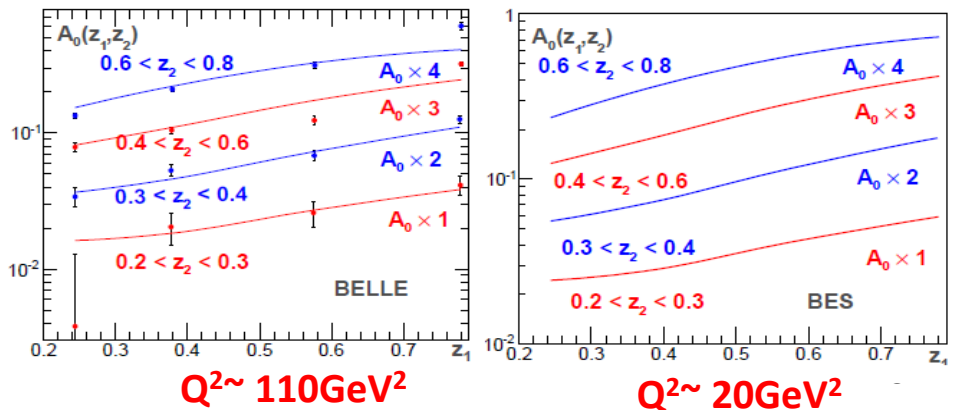 A₀(z₁,z₂)
0.6 < z₂ < 0.8
A₀ × 4
A₀ × 3
10⁻¹
0.4 < z₂ < 0.6
A₀ × 2
0.3 < z₂ < 0.4
A₀ × 1
10⁻²
0.2 < z₂ < 0.3
BELLE
0.2 0.3 0.4 0.5 0.6 0.7 z₁
Q²~ 110GeV²
1
A₀(z₁,z₂)
0.6 < z₂ < 0.8
A₀ × 4
A₀ × 3
10⁻¹
0.4 < z₂ < 0.6
A₀ × 2
0.3 < z₂ < 0.4
A₀ × 1
0.2 < z₂ < 0.3
BES
10⁻²
0.2 0.3 0.4 0.5 0.6 0.7 z₁
Q²~ 20GeV²